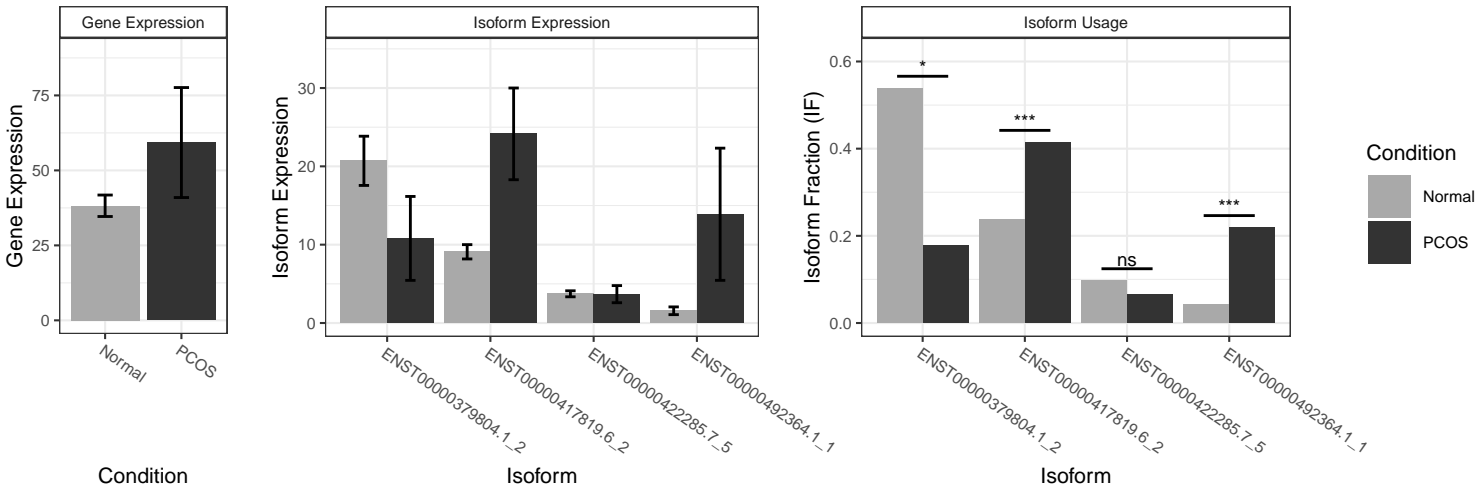 Gene Expression
Isoform Expression
Isoform Usage
Gene Expression
75
50
25
0
Normal
PCOS
Condition
Isoform Expression
30
20
10
0
ENST00000379804.1_2
ENST00000417819.6_2
ENST00000422285.7_5
ENST00000492364.1_1
Isoform
Isoform Fraction (IF)
0.6
0.4
0.2
0.0
*
***
ns
***
ENST00000379804.1_2
ENST00000417819.6_2
ENST00000422285.7_5
ENST00000492364.1_1
Isoform
Condition
Normal
PCOS